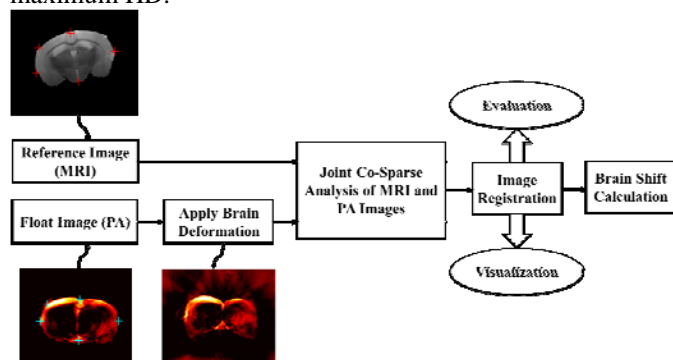 maximum HD.
Evaluation
Reference Image
(MRI)
Joint Co-Sparse
Analysis of MRI and
PA Images
Image
Registration
Brain Shift
Calculation
Float Image (PA)
Apply Brain
Deformation
Visualization